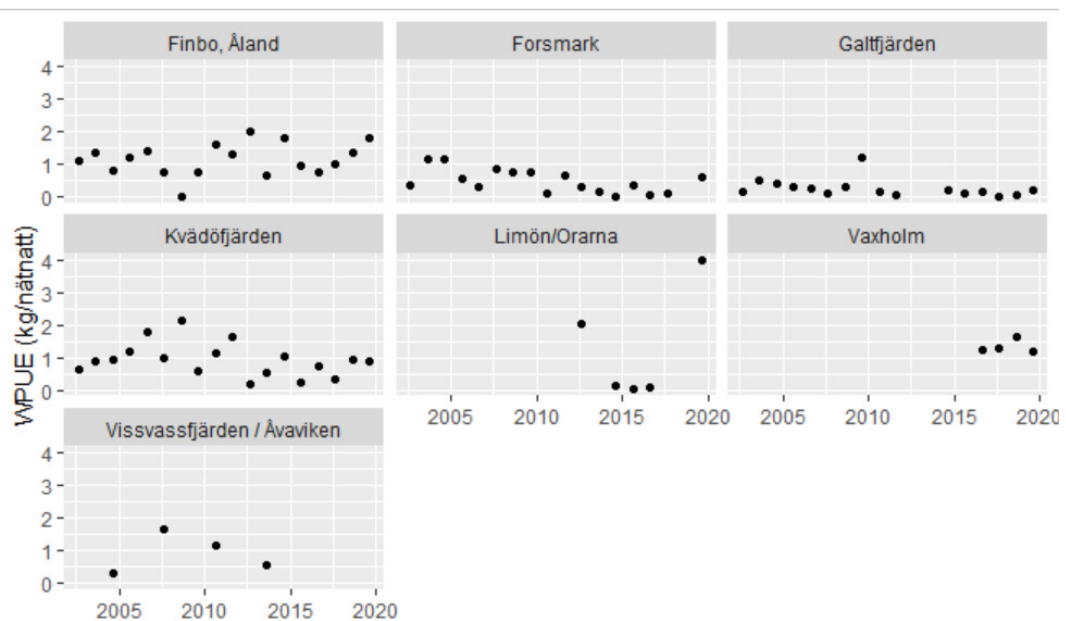 Finbo, Åland
Forsmark
Galtfjärden
4
3
2
1
0
Kvädöfjärden
Limön/Orarna
Vaxholm
WPUE (kg/nätnatt)
4
3
2
1
0
2005 2010 2015 2020
2005 2010 2015 2020
Vissvassfjärden / Åvaviken
4
3
2
1
0
2005 2010 2015 2020